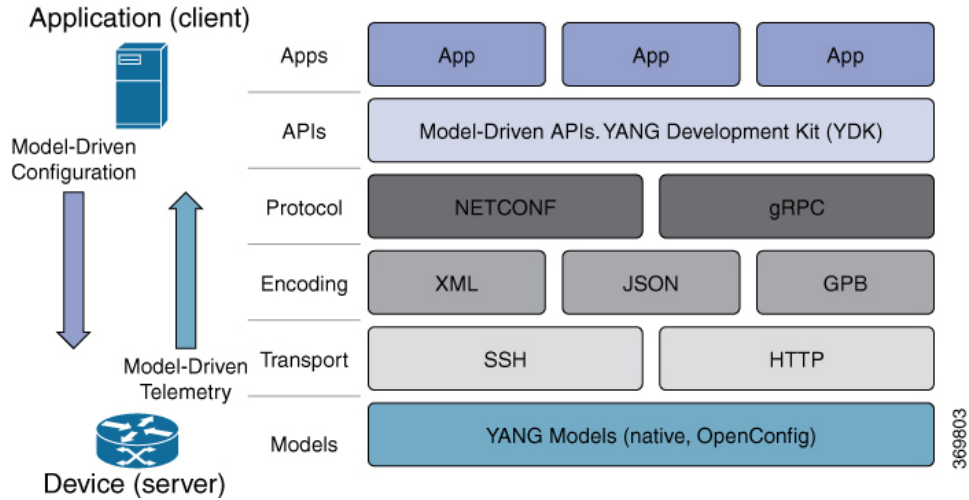 Application (client)
Model-Driven
Configuration
Model-Driven
Telemetry
Device (server)
Apps
App
App
App
APIs
Model-Driven APIs. YANG Development Kit (YDK)
Protocol
NETCONF
gRPC
Encoding
XML
JSON
GPB
Transport
SSH
HTTP
Models
YANG Models (native, OpenConfig)
369803